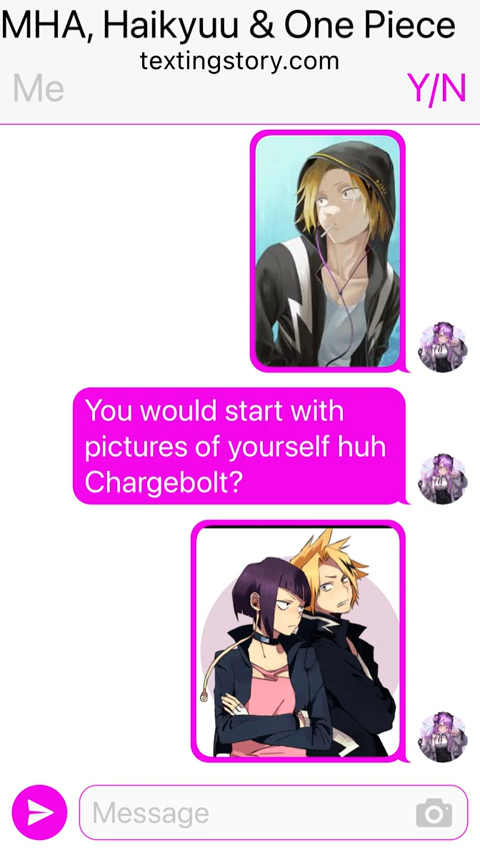 MHA, Haikyuu & One Piece
textingstory.com
Me
Y/N
You would start with
pictures of yourself huh
Chargebolt?
Message